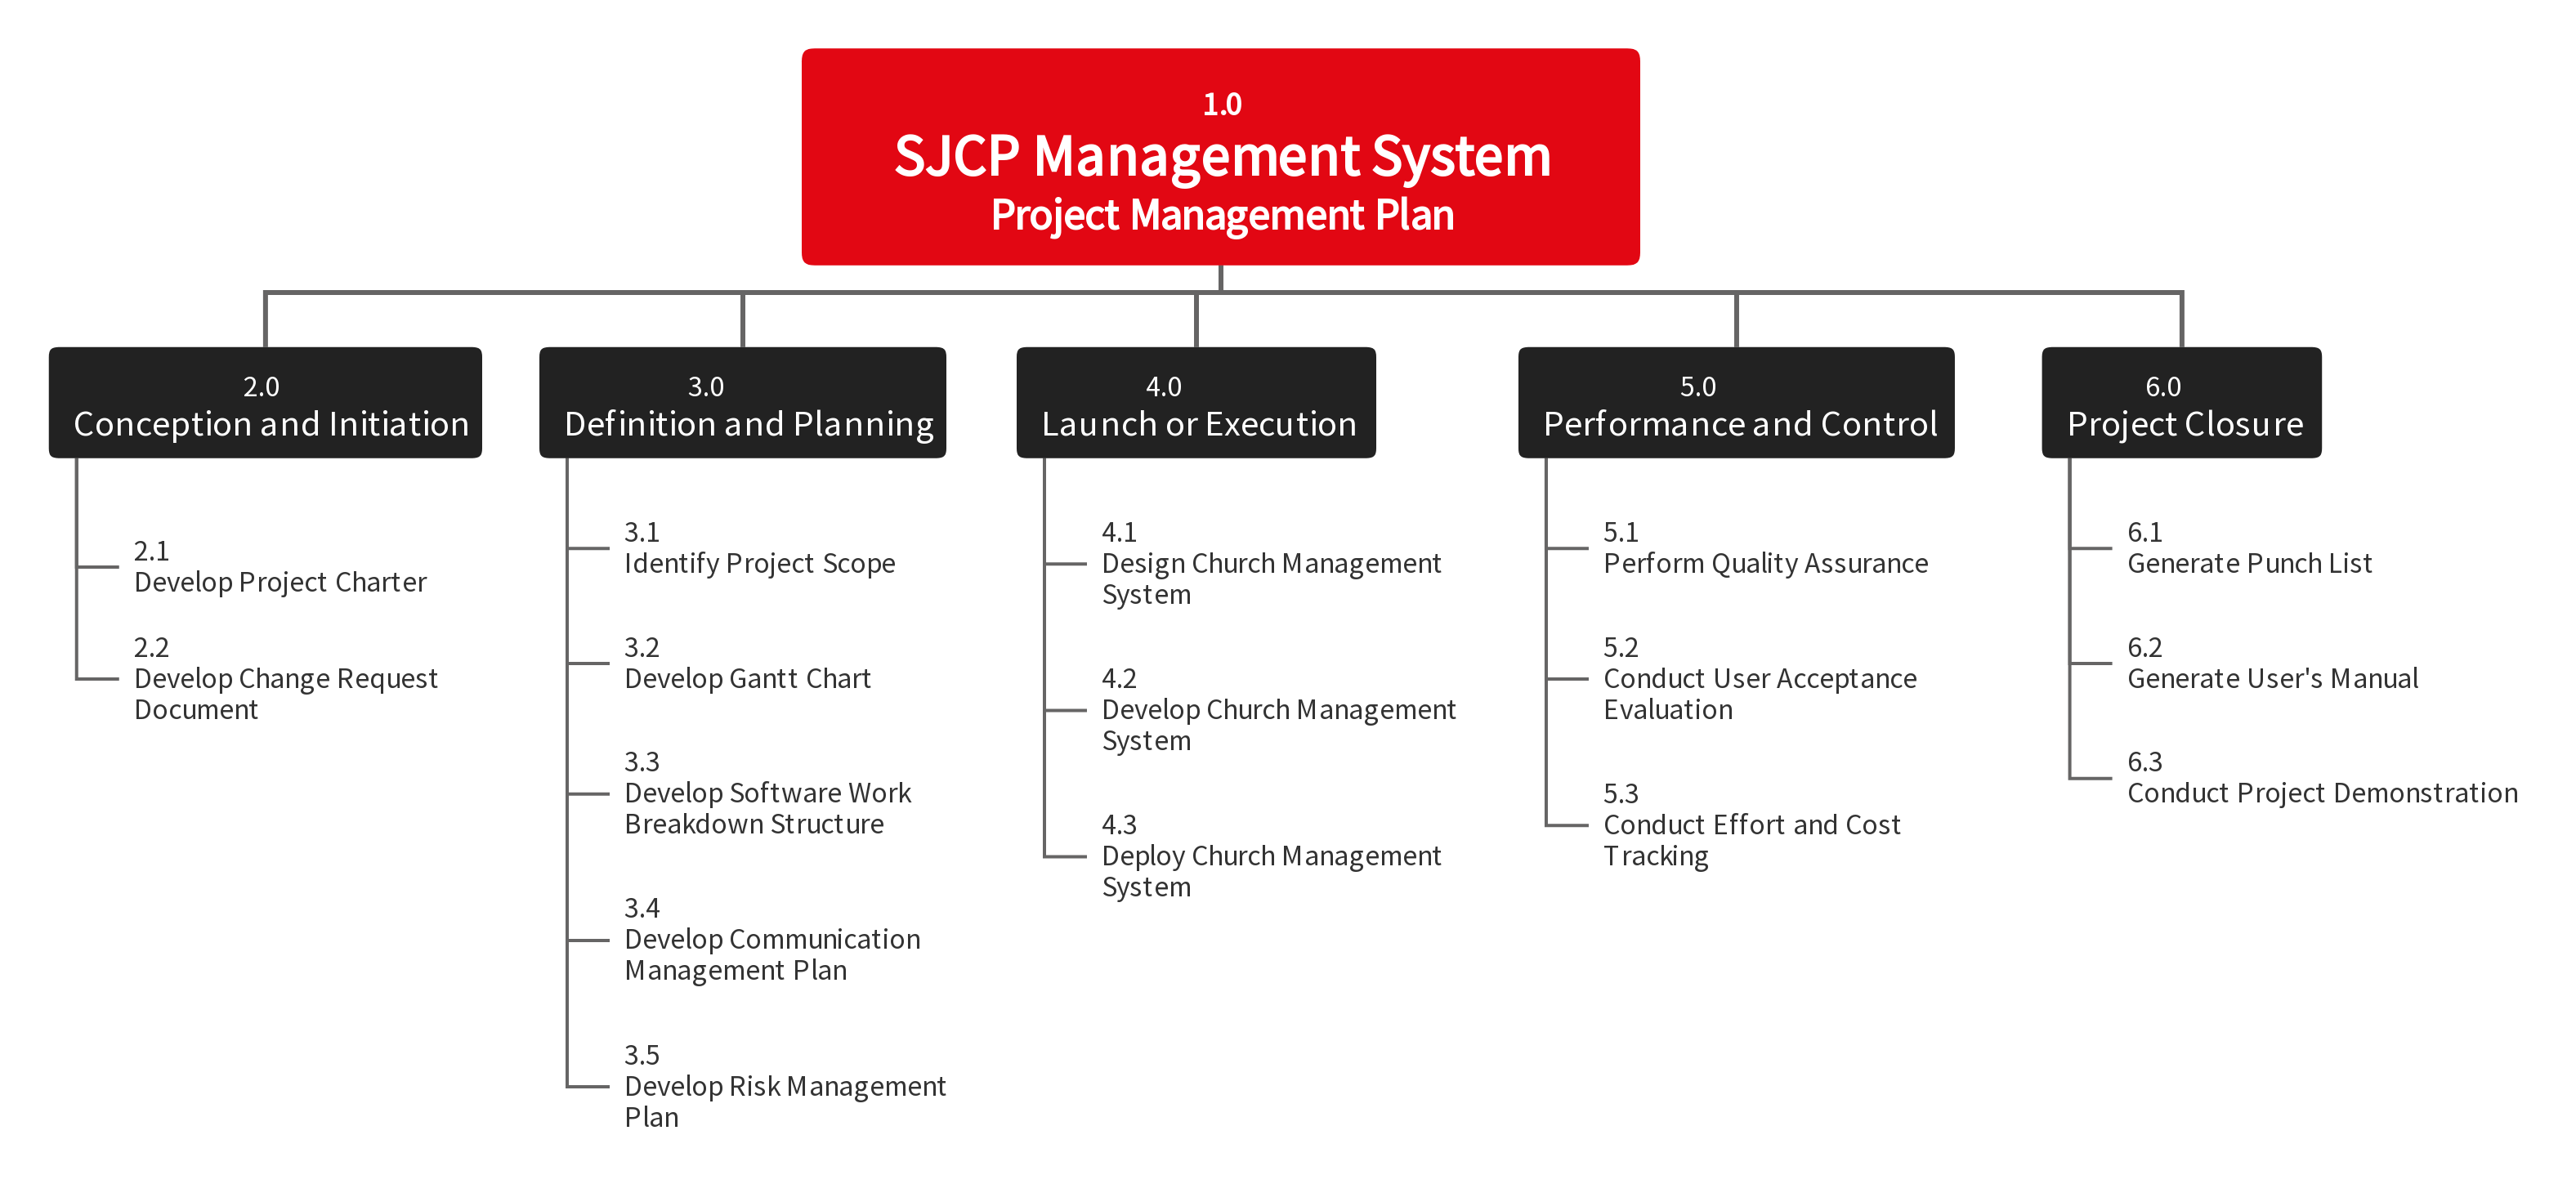 1.0
SJCP Management System
Project Management Plan
2.0
Conception and Initiation
2.1
Develop Project Charter
2.2
Develop Change Request
Document
3.0
Definition and Planning
3.1
Identify Project Scope
3.2
Develop Gantt Chart
3.3
Develop Software Work
Breakdown Structure
3.4
Develop Communication
Management Plan
3.5
Develop Risk Management
Plan
4.0
Launch or Execution
4.1
Design Church Management
System
4.2
Develop Church Management
System
4.3
Deploy Church Management
System
5.0
Performance and Control
5.1
Perform Quality Assurance
5.2
Conduct User Acceptance
Evaluation
5.3
Conduct Effort and Cost
Tracking
6.0
Project Closure
6.1
Generate Punch List
6.2
Generate User's Manual
6.3
Conduct Project Demonstration